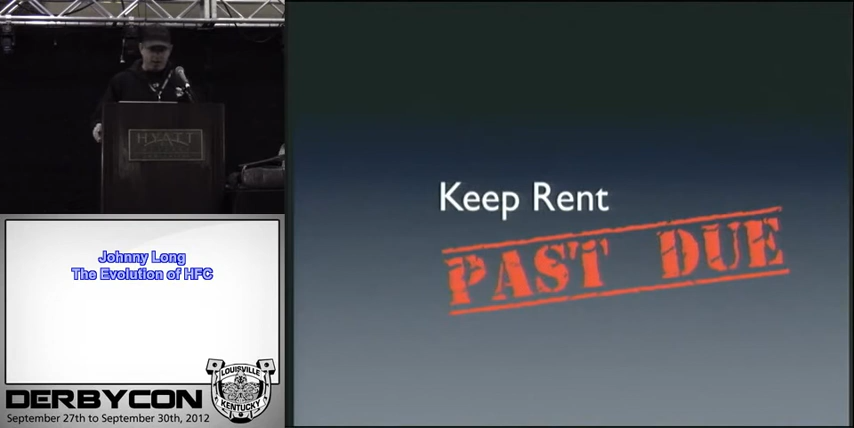 HYATT
Keep Rent
PAST DUE
Johnny Long
The Evolution of HFC
DERBYCON
September 27th to September 30th, 2012
LOUISVILLE
KENTUCKY